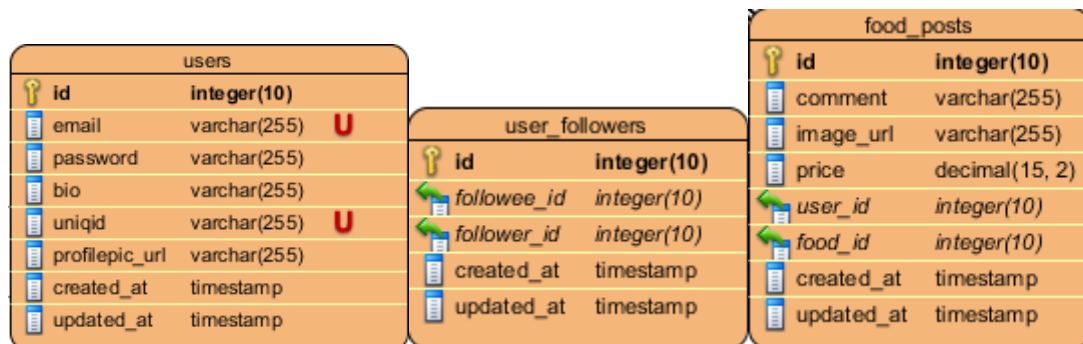 users
id integer(10)
email varchar(255) U
password varchar(255)
bio varchar(255)
uniqid varchar(255) U
profilepic_url varchar(255)
created_at timestamp
updated_at timestamp
user_followers
id integer(10)
followee_id integer(10)
follower_id integer(10)
created_at timestamp
updated_at timestamp
food_posts
id integer(10)
comment varchar(255)
image_url varchar(255)
price decimal(15, 2)
user_id integer(10)
food_id integer(10)
created_at timestamp
updated_at timestamp